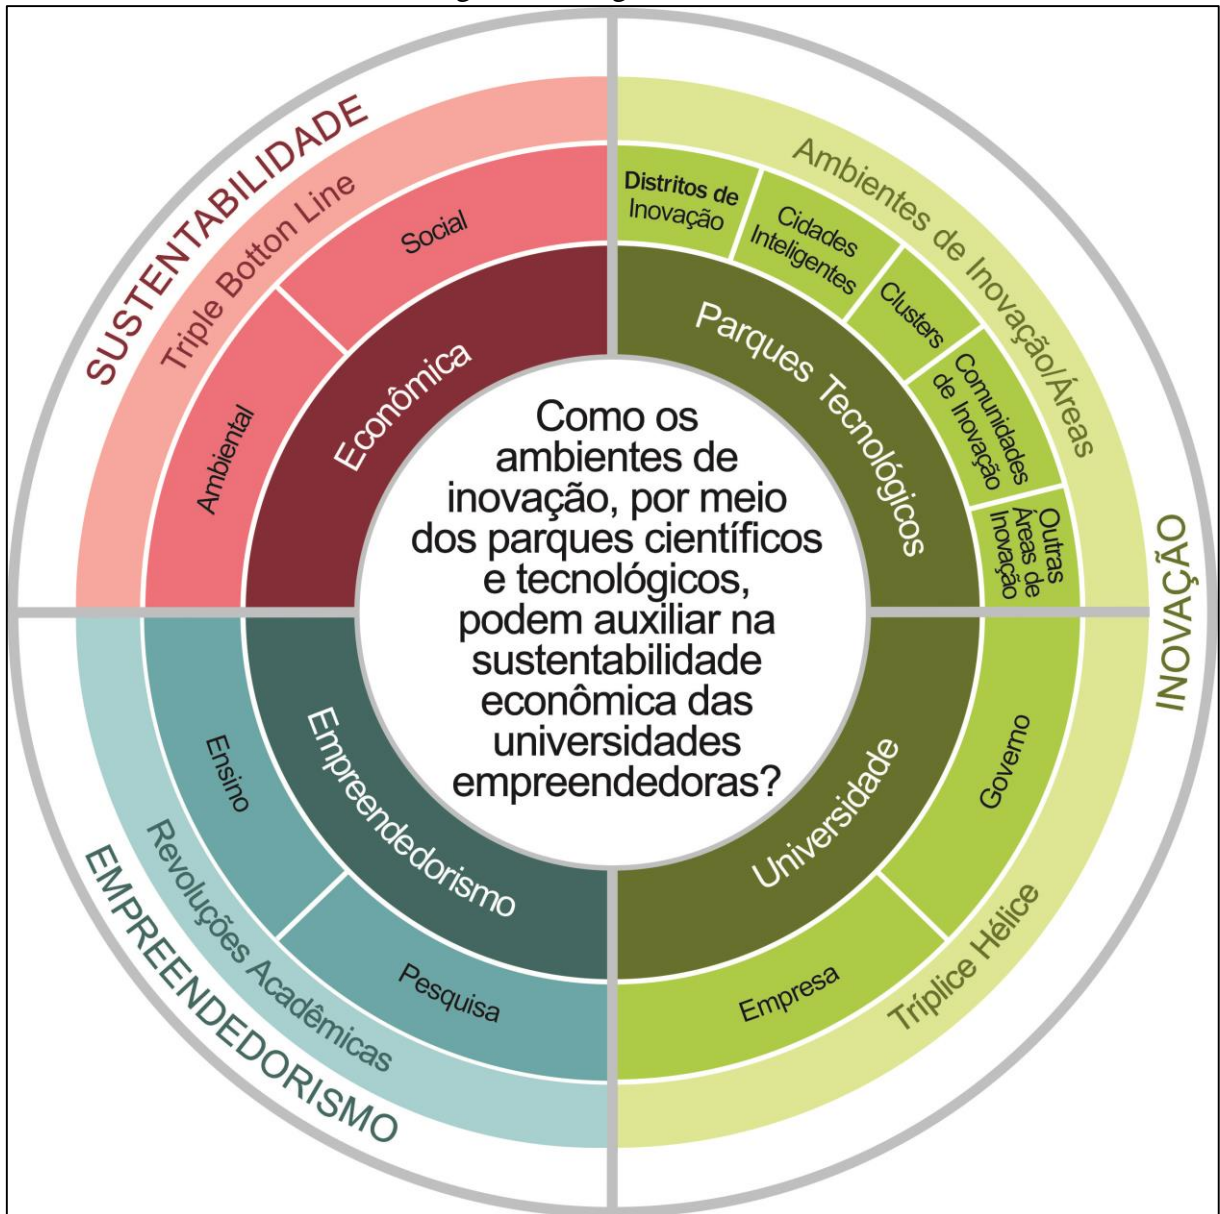 SUSTENTABILIDADE
Triple Botton Line
Social
Ambiental
Econômica
Ambientes de Inovação/Áreas
Distritos de
Inovação
Cidades
Inteligentes
Clusters
Comunidades
de Inovação
Outras
Áreas de
Inovação
Parques Tecnológicos
INOVAÇÃO
Como os
ambientes de
inovação, por meio
dos parques científicos
e tecnológicos,
podem auxiliar na
sustentabilidade
econômica das
universidades
empreendedoras?
Empreendedorismo
Ensino
Pesquisa
Revoluções Acadêmicas
EMPREENDEDORISMO
Universidade
Governo
Empresa
Tríplice Hélice